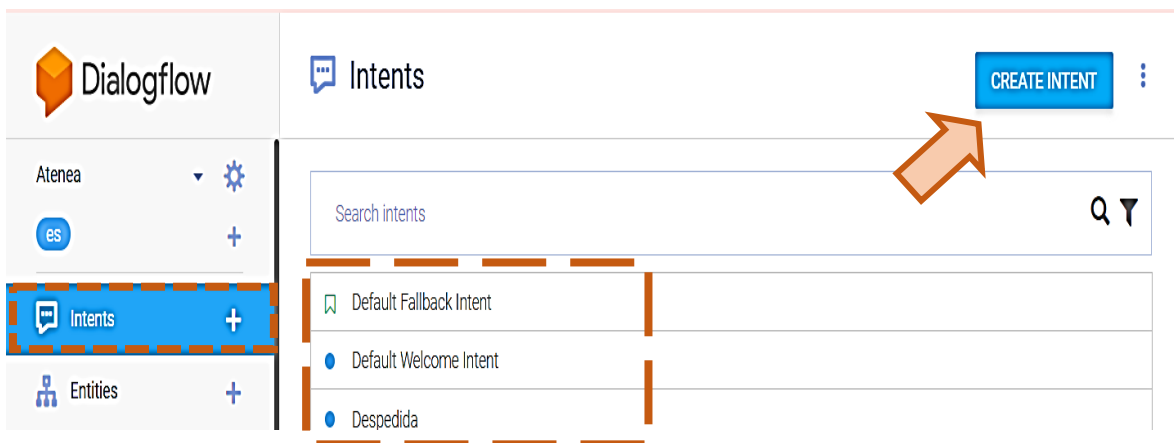 Dialogflow
Intents
CREATE INTENT
Atenea
es
Search intents
Intents
Entities
Default Fallback Intent
Default Welcome Intent
Despedida